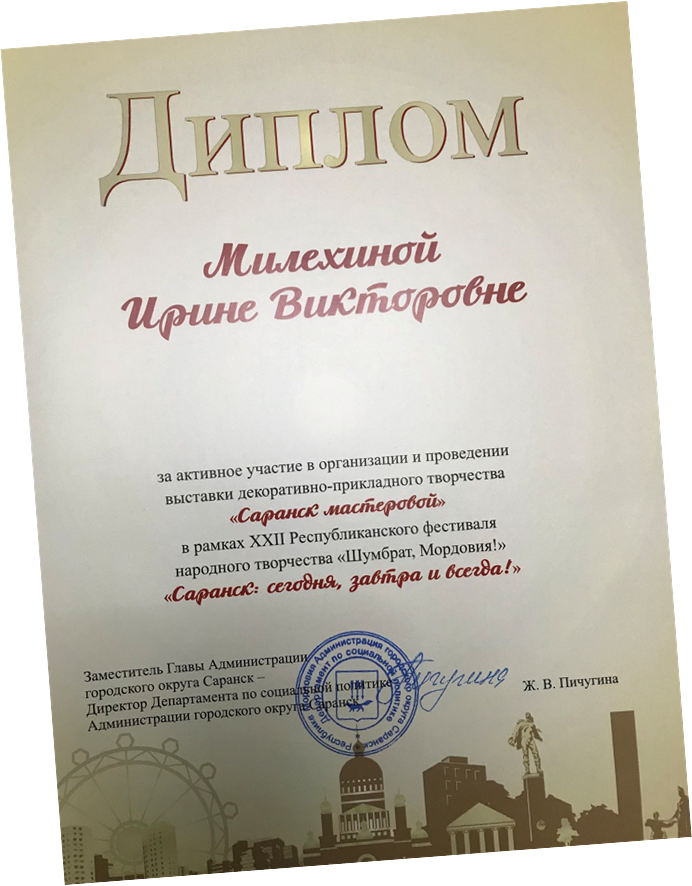 Диплом
Милехиной
Ирине Викторовне
за активное участие в организации и проведении
выставки декоративно-прикладного творчества
«Саранск мастеровой»
в рамках XXII Республиканского фестиваля
народного творчества «Шумбрат, Мордовия!»
«Саранск: сегодня, завтра и всегда!»
Заместитель Главы Администрации
городского округа Саранск –
Директор Департамента по социальной политике
Администрации городского округа Саранск
Ж. В. Пичугина
Администрация городского округа Саранск Республики Мордовия
Департамент по социальной политике